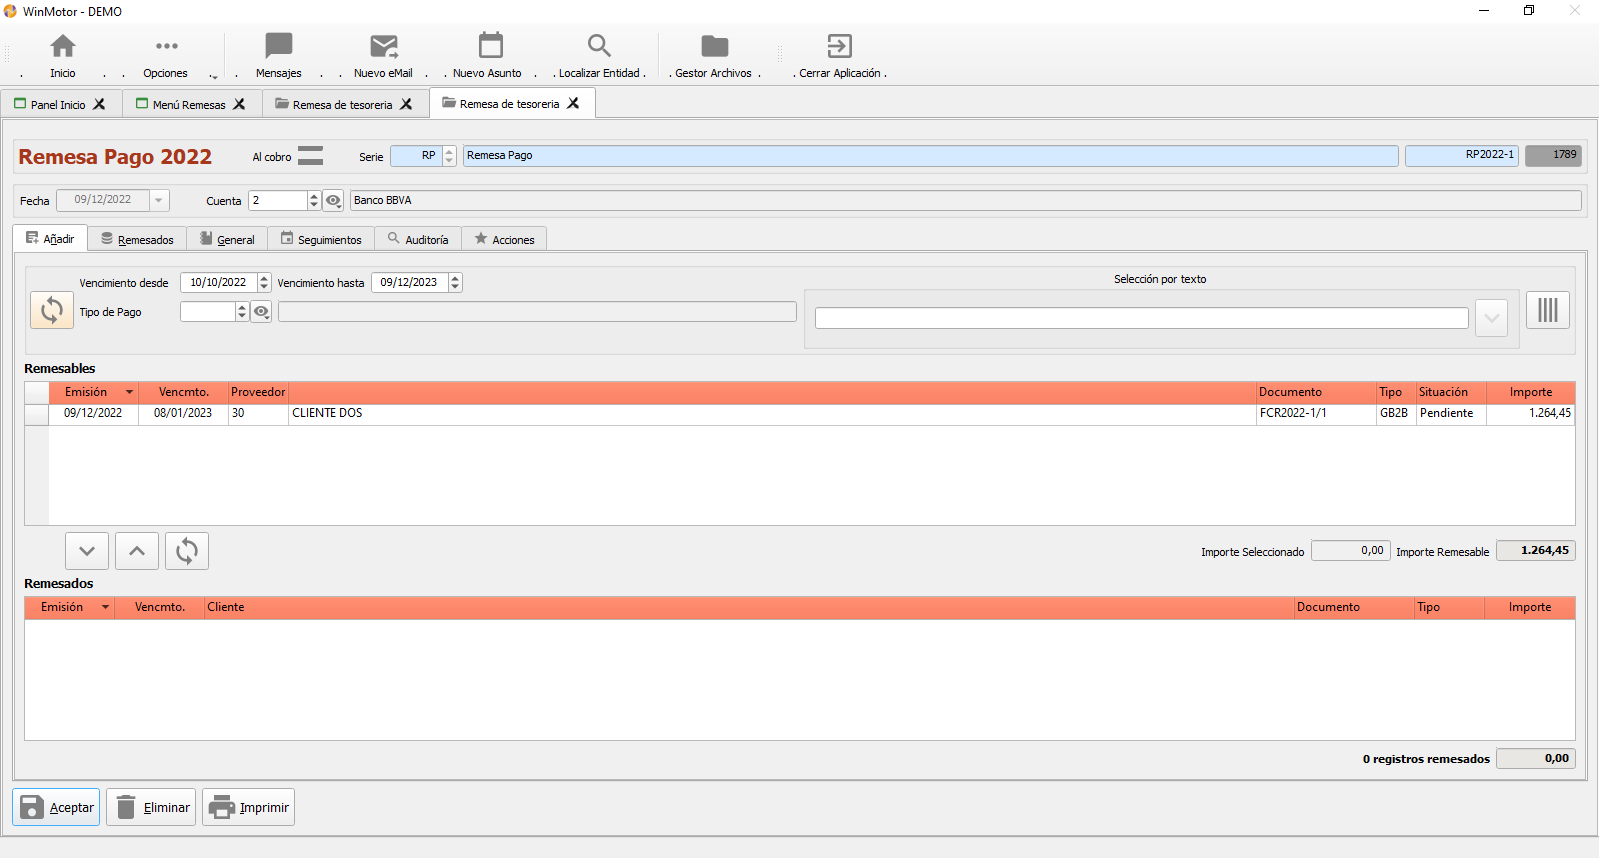 WinMotor - DEMO
. Inicio . . Opciones . . Mensajes . . Nuevo eMail . . Nuevo Asunto . . Localizar Entidad . . Gestor Archivos . . Cerrar Aplicación .
Panel Inicio Menú Remesas Remesa de tesoreria Remesa de tesoreria
Remesa Pago 2022 Al cobro Serie RP Remesa Pago RP2022-1 1789
Fecha 09/12/2022 Cuenta 2 Banco BBVA
Añadir Remesados General Seguimientos Auditoría Acciones
Vencimiento desde 10/10/2022 Vencimiento hasta 09/12/2023 Selección por texto
Tipo de Pago
Remesables
Emisión Vencmto. Proveedor Documento Tipo Situación Importe
09/12/2022 08/01/2023 30 CLIENTE DOS FCR2022-1/1 GB2B Pendiente 1.264,45
Importe Seleccionado 0,00 Importe Remesable 1.264,45
Remesados
Emisión Vencmto. Cliente Documento Tipo Importe
0 registros remesados 0,00
Aceptar Eliminar Imprimir